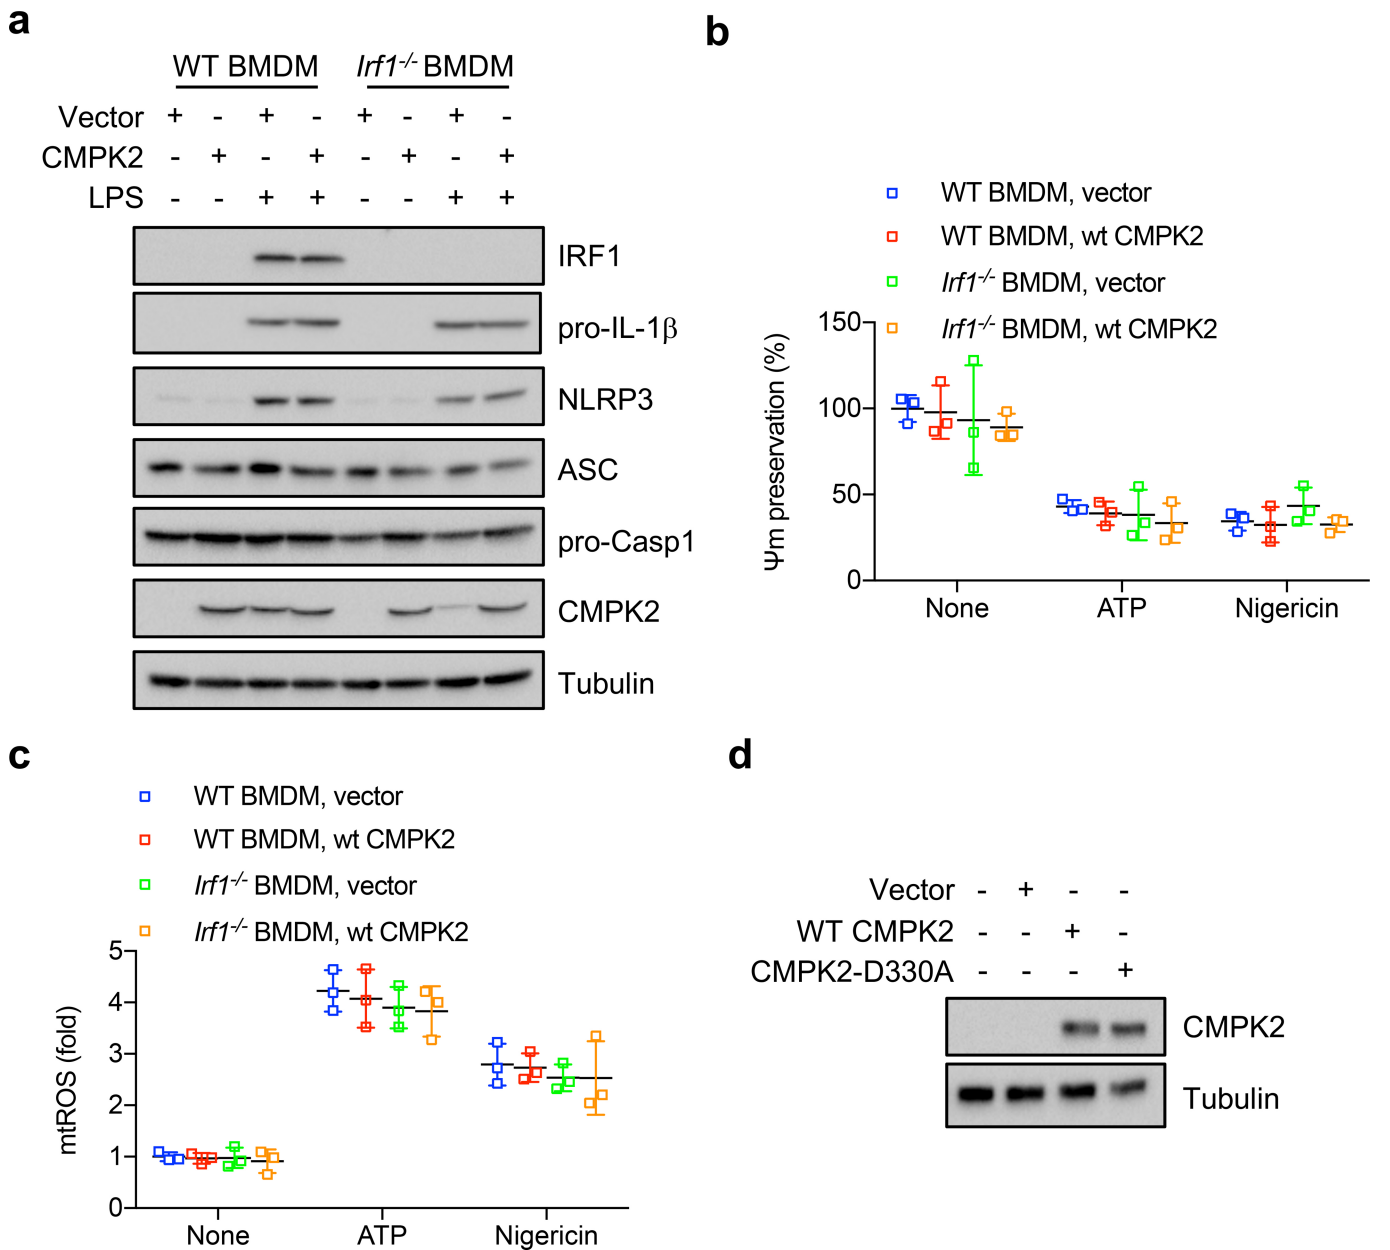 a
WT BMDM Irf1-/- BMDM
Vector + - + - + - + -
CMPK2 - + - + - + - +
LPS - - + + - - + +
IRF1
pro-IL-1β
NLRP3
ASC
pro-Casp1
CMPK2
Tubulin
b
WT BMDM, vector
WT BMDM, wt CMPK2
Irf1-/- BMDM, vector
Irf1-/- BMDM, wt CMPK2
Ψm preservation (%)
150
100
50
0
None ATP Nigericin
c
WT BMDM, vector
WT BMDM, wt CMPK2
Irf1-/- BMDM, vector
Irf1-/- BMDM, wt CMPK2
mtROS (fold)
5
4
3
2
1
0
None ATP Nigericin
d
Vector - + - -
WT CMPK2 - - + -
CMPK2-D330A - - - +
CMPK2
Tubulin